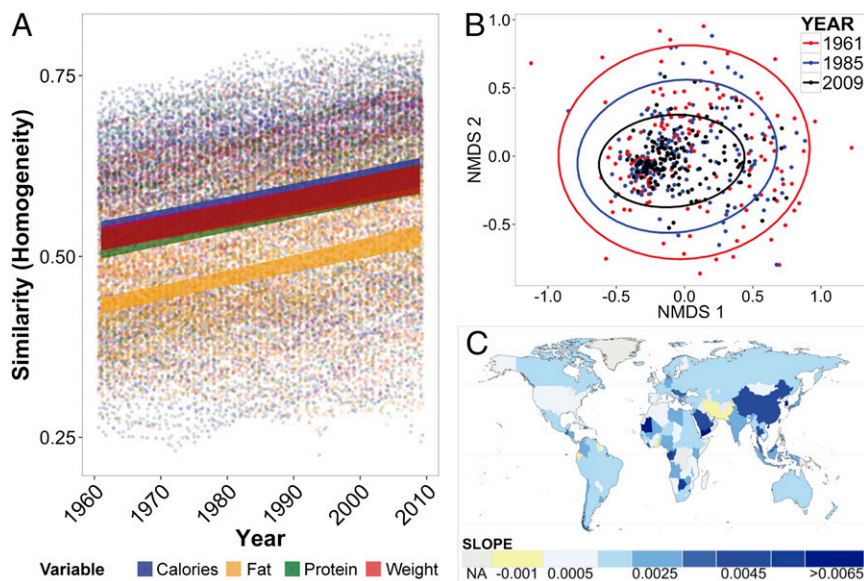 A
Similarity (Homogeneity)
0.75
0.50
0.25
1960
1970
1980
1990
2000
2010
Year
Variable Calories Fat Protein Weight
B
YEAR
1961
1985
2009
NMDS 2
1.0
0.5
0.0
-0.5
-1.0 -0.5 0.0 0.5 1.0
NMDS 1
C
SLOPE
NA -0.001 0.0005 0.0025 0.0045 >0.0065